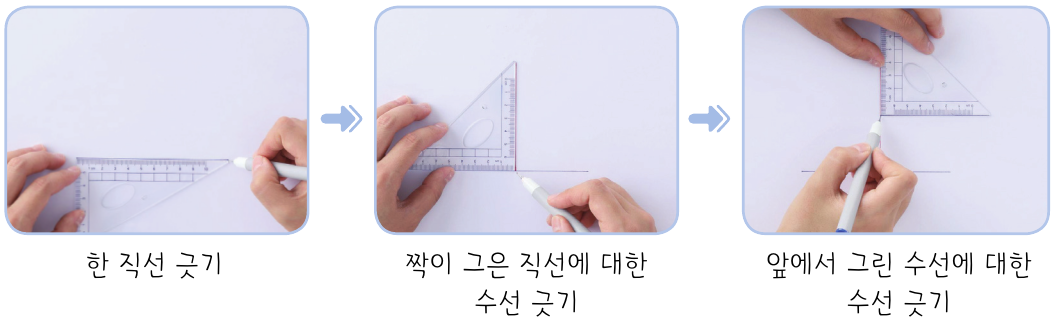 한 직선 긋기
짝이 그은 직선에 대한
수선 긋기
앞에서 그린 수선에 대한
수선 긋기